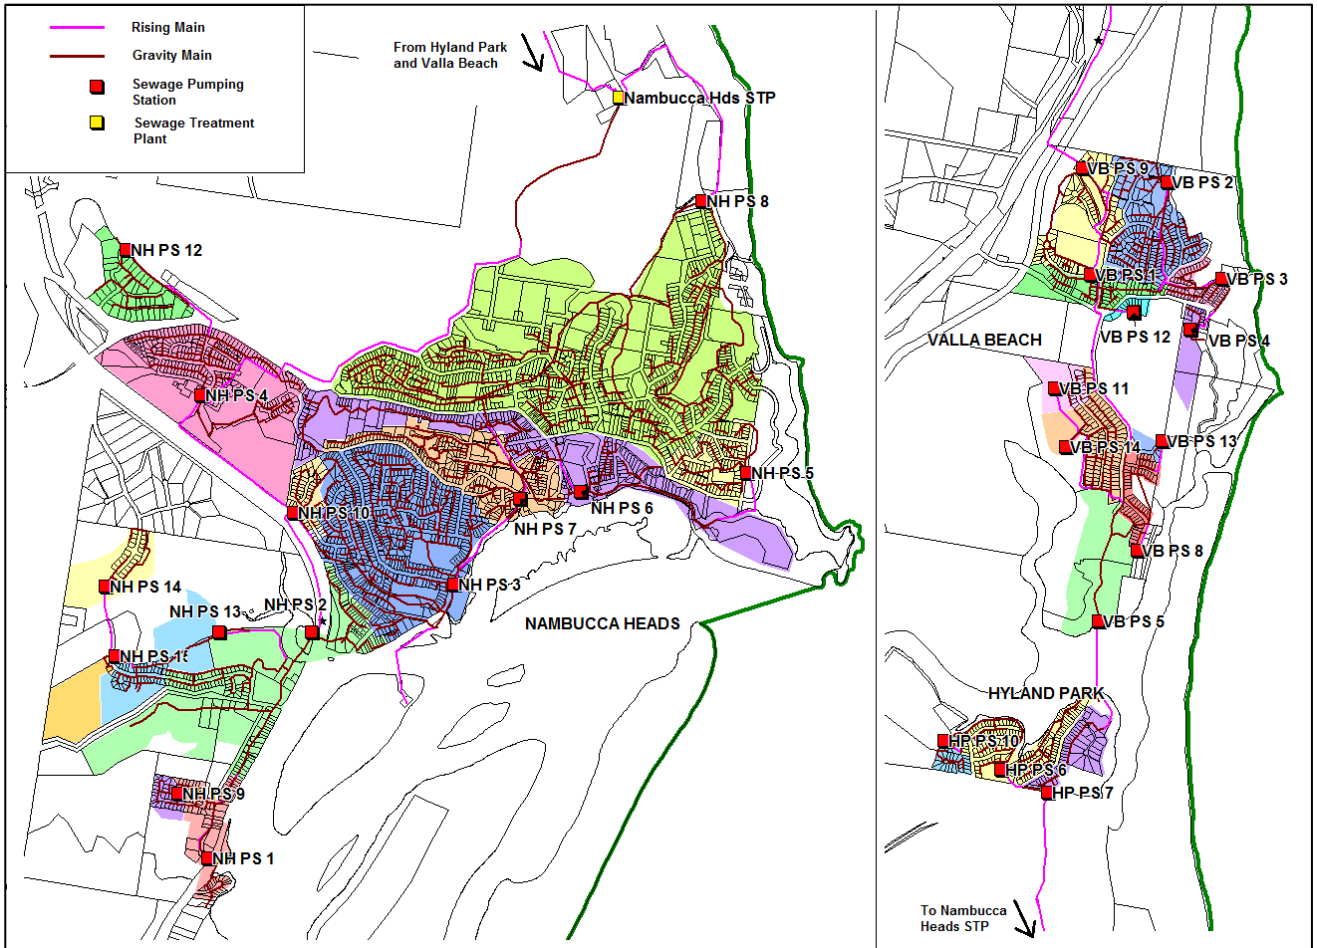 Rising Main
Gravity Main
Sewage Pumping
Station
Sewage Treatment
Plant
From Hyland Park
and Valla Beach
Nambucca Hds STP
NH PS 8
NH PS 12
NH PS 4
NH PS 5
NH PS 6
NH PS 7
NH PS 10
NH PS 3
NH PS 14
NH PS 13
NH PS 2
NAMBUCCA HEADS
NH PS 15
NH PS 9
NH PS 1
VB PS 9
VB PS 2
VB PS 1
VB PS 3
VALLA BEACH
VB PS 12
VB PS 4
VB PS 11
VB PS 13
VB PS 14
VB PS 8
VB PS 5
HYLAND PARK
HP PS 10
HP PS 6
HP PS 7
To Nambucca
Heads STP